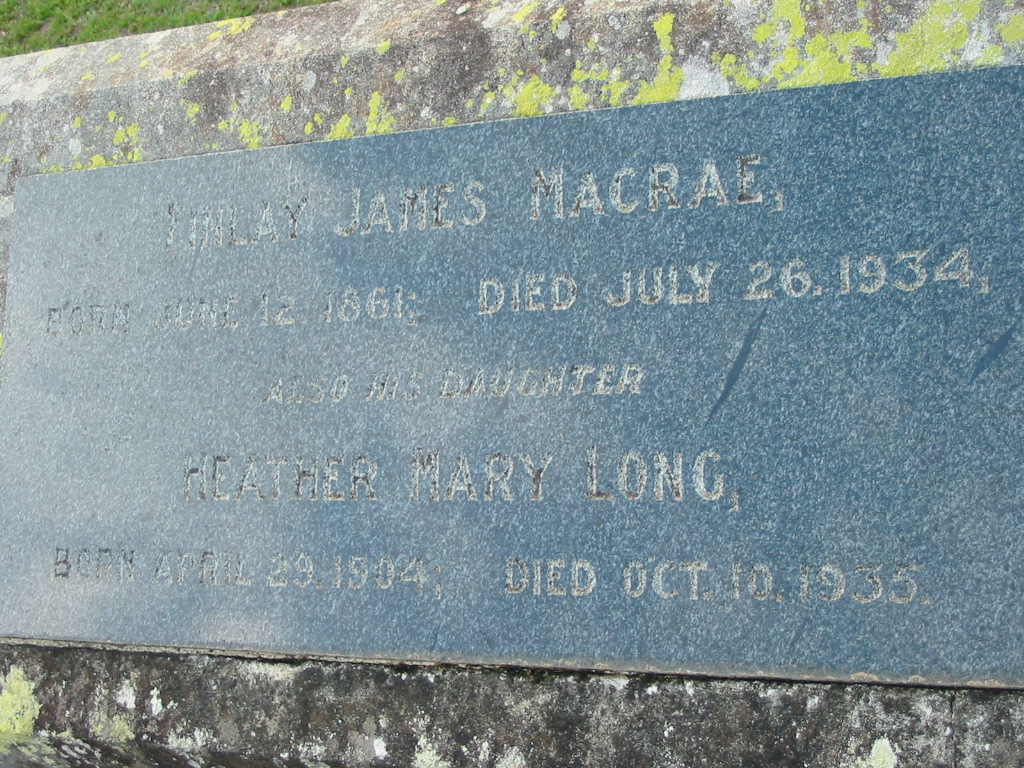 FINLAY JAMES MACRAE,
BORN JUNE 12. 1861; DIED JULY 26. 1934,
ALSO HIS DAUGHTER
HEATHER MARY LONG,
BORN APRIL 29. 1904; DIED OCT. 10. 1935.